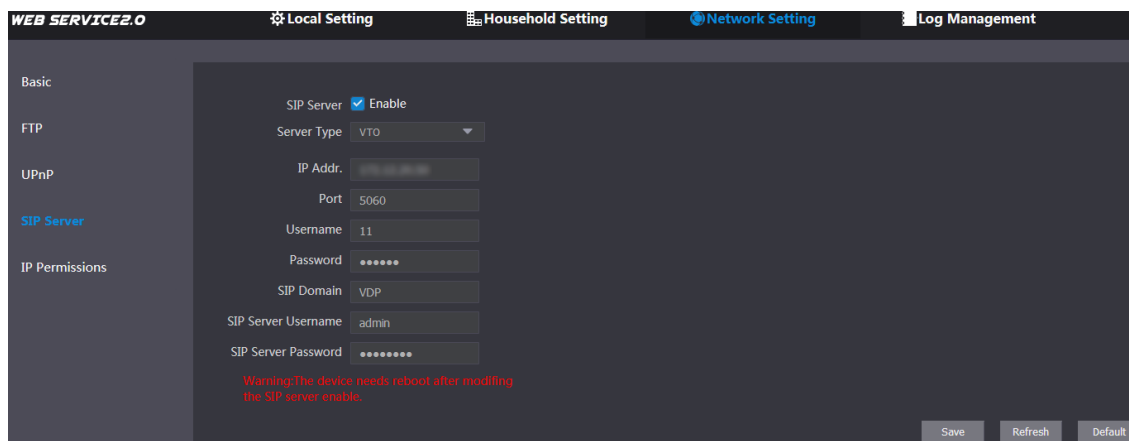 WEB SERVICE2.0
Local Setting
Household Setting
Network Setting
Log Management
Basic
FTP
UPnP
SIP Server
IP Permissions
SIP Server Enable
Server Type VTO
IP Addr.
Port 5060
Username 11
Password ••••••
SIP Domain VDP
SIP Server Username admin
SIP Server Password ••••••••
Warning:The device needs reboot after modifing
the SIP server enable.
Save Refresh Default